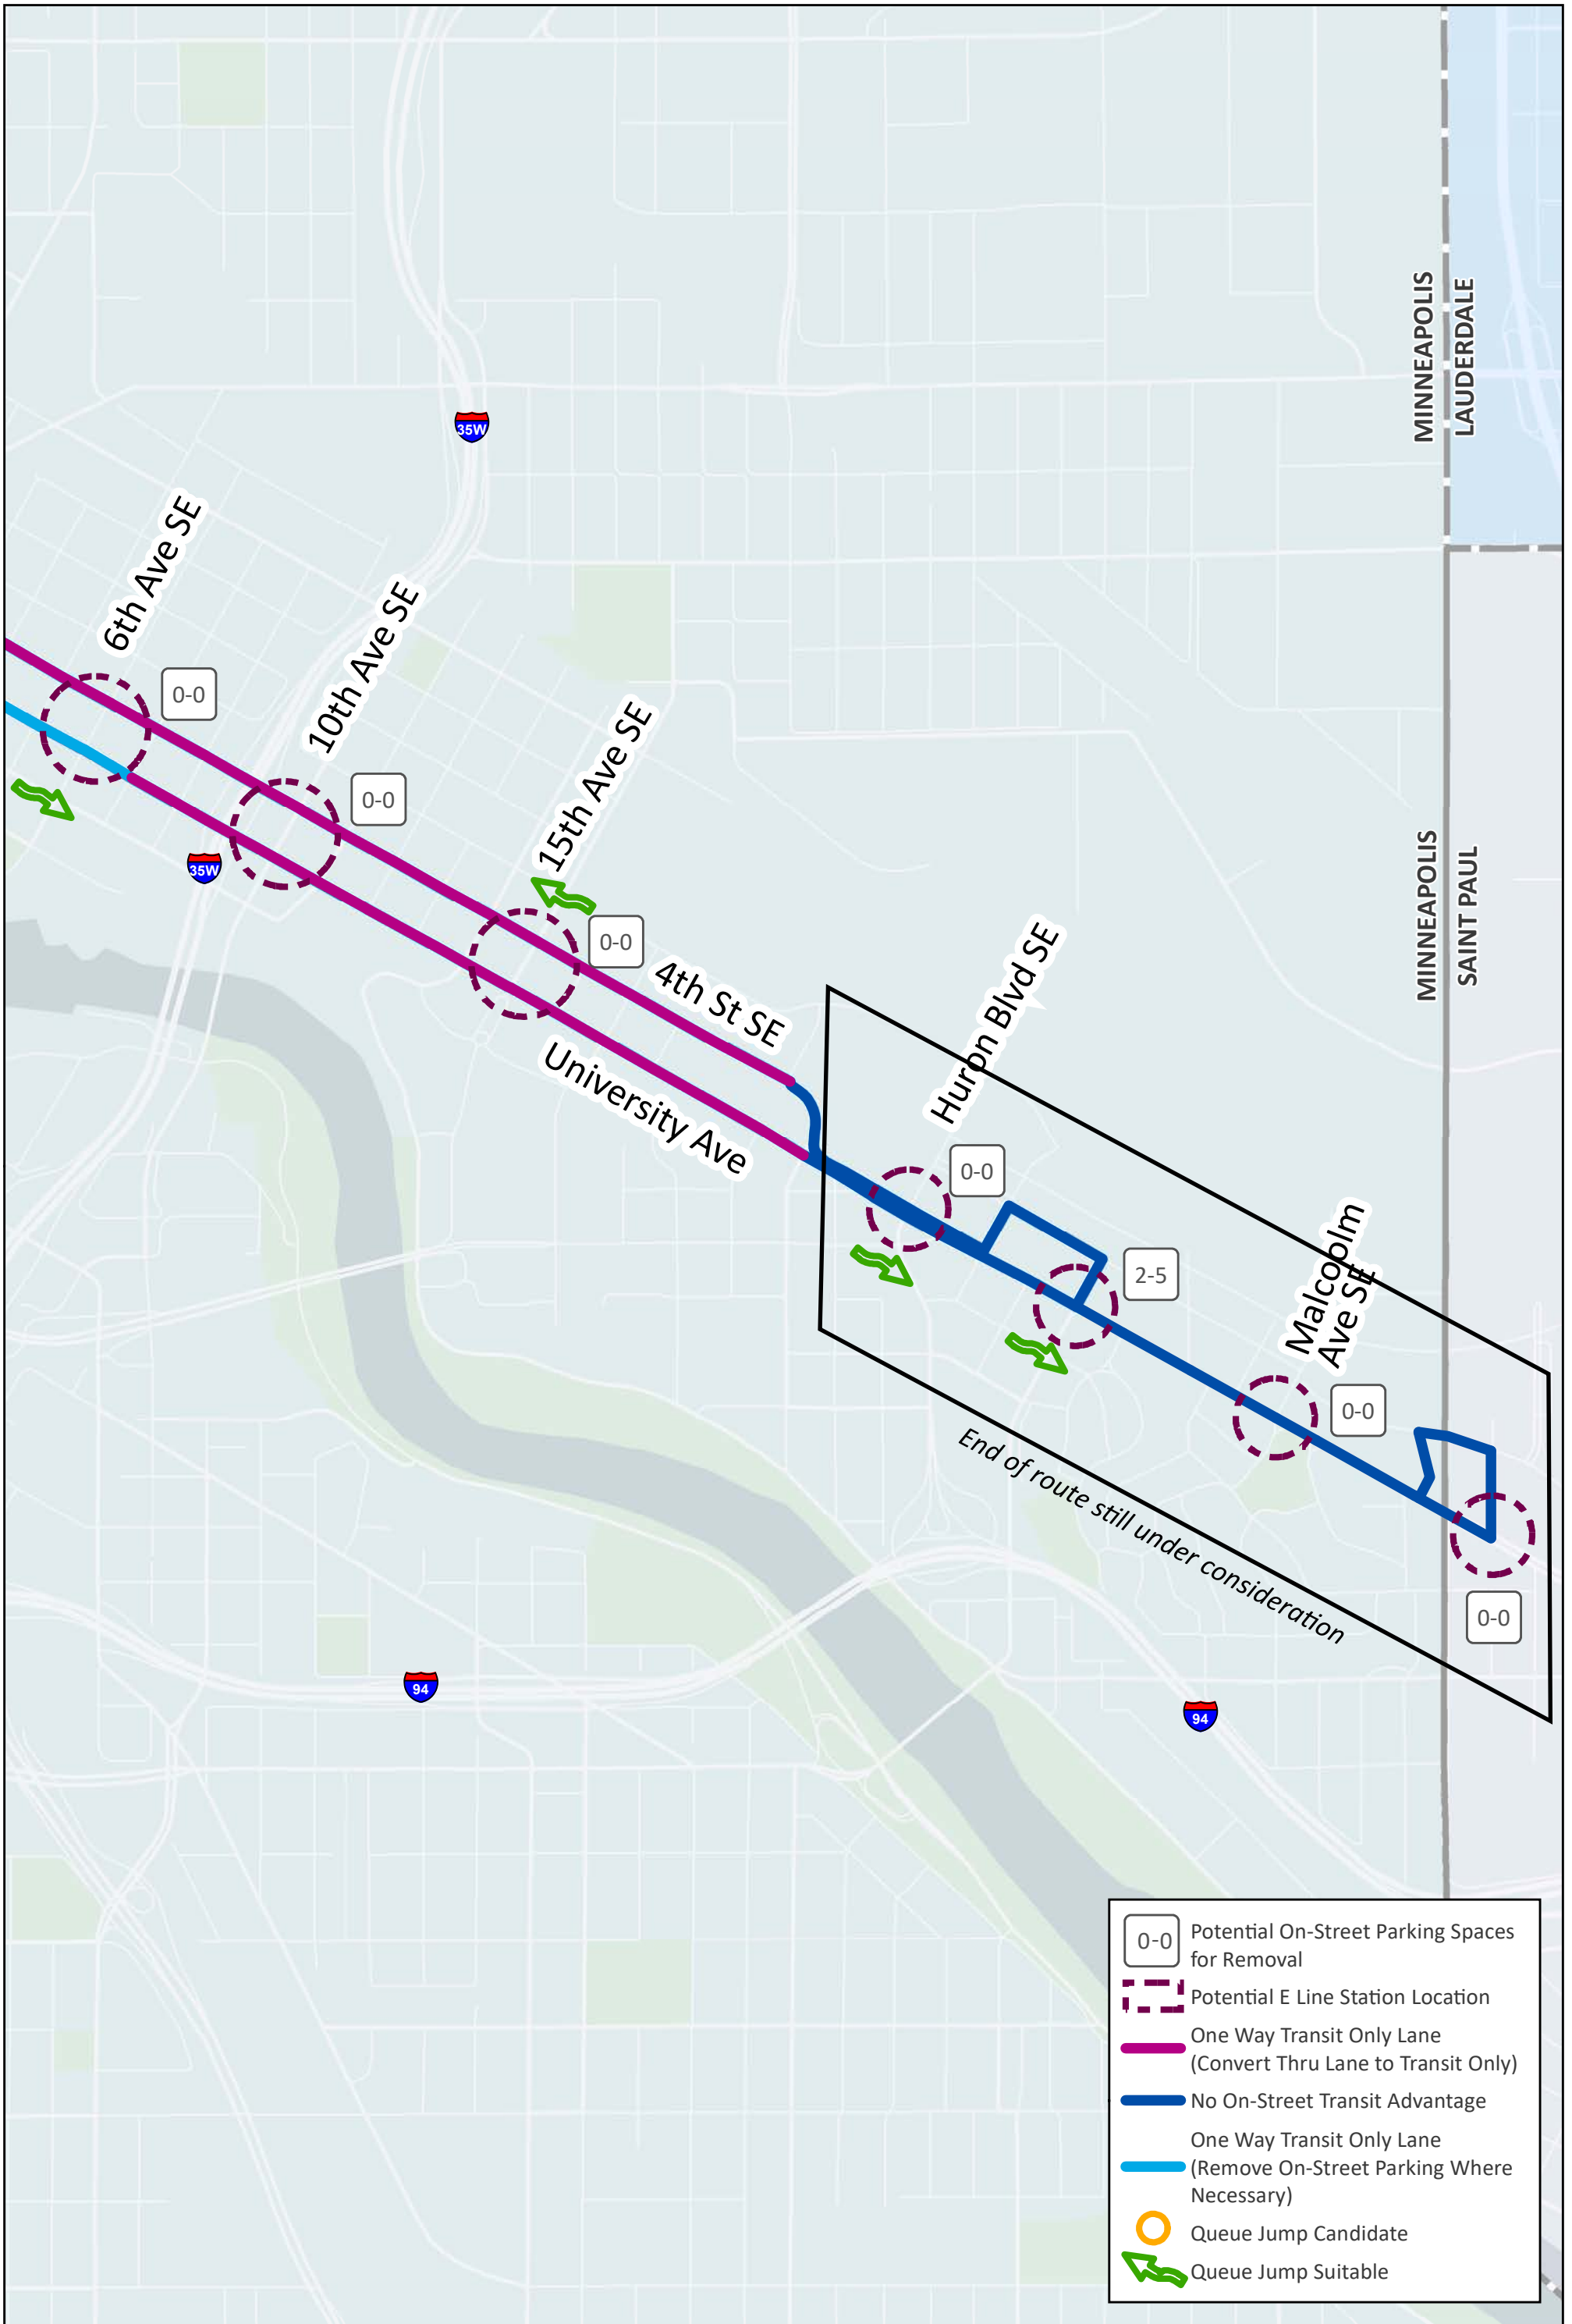 MINNEAPOLIS
LAUDERDALE
35W
6th Ave SE
10th Ave SE
0-0
15th Ave SE
0-0
35W
MINNEAPOLIS
SAINT PAUL
0-0
4th St SE
Huron Blvd SE
University Ave
0-0
Malcolm
Ave SE
2-5
0-0
End of route still under consideration
0-0
94
94
0-0
Potential On-Street Parking Spaces
for Removal
Potential E Line Station Location
One Way Transit Only Lane
(Convert Thru Lane to Transit Only)
No On-Street Transit Advantage
One Way Transit Only Lane
(Remove On-Street Parking Where
Necessary)
Queue Jump Candidate
Queue Jump Suitable